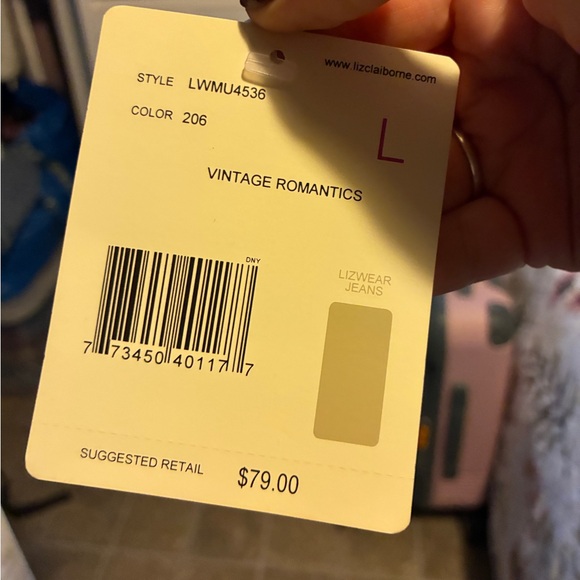 www.lizclaiborne.com
STYLE LWMU4536
COLOR 206
L
VINTAGE ROMANTICS
DNY
LIZWEAR
JEANS
7 73450 40117 7
SUGGESTED RETAIL $79.00